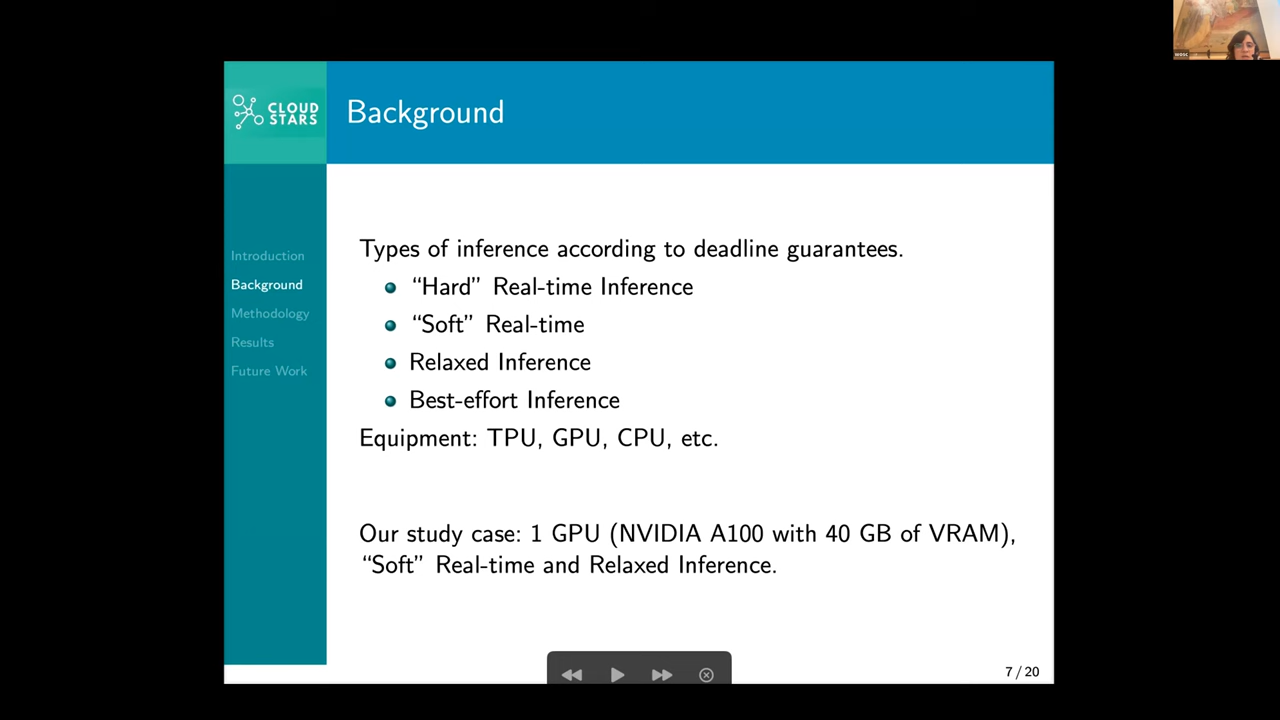 CLOUD
STARS
Background
Introduction
Background
Methodology
Results
Future Work
Types of inference according to deadline guarantees.
“Hard” Real-time Inference
“Soft” Real-time
Relaxed Inference
Best-effort Inference
Equipment: TPU, GPU, CPU, etc.
Our study case: 1 GPU (NVIDIA A100 with 40 GB of VRAM),
“Soft” Real-time and Relaxed Inference.
7 / 20